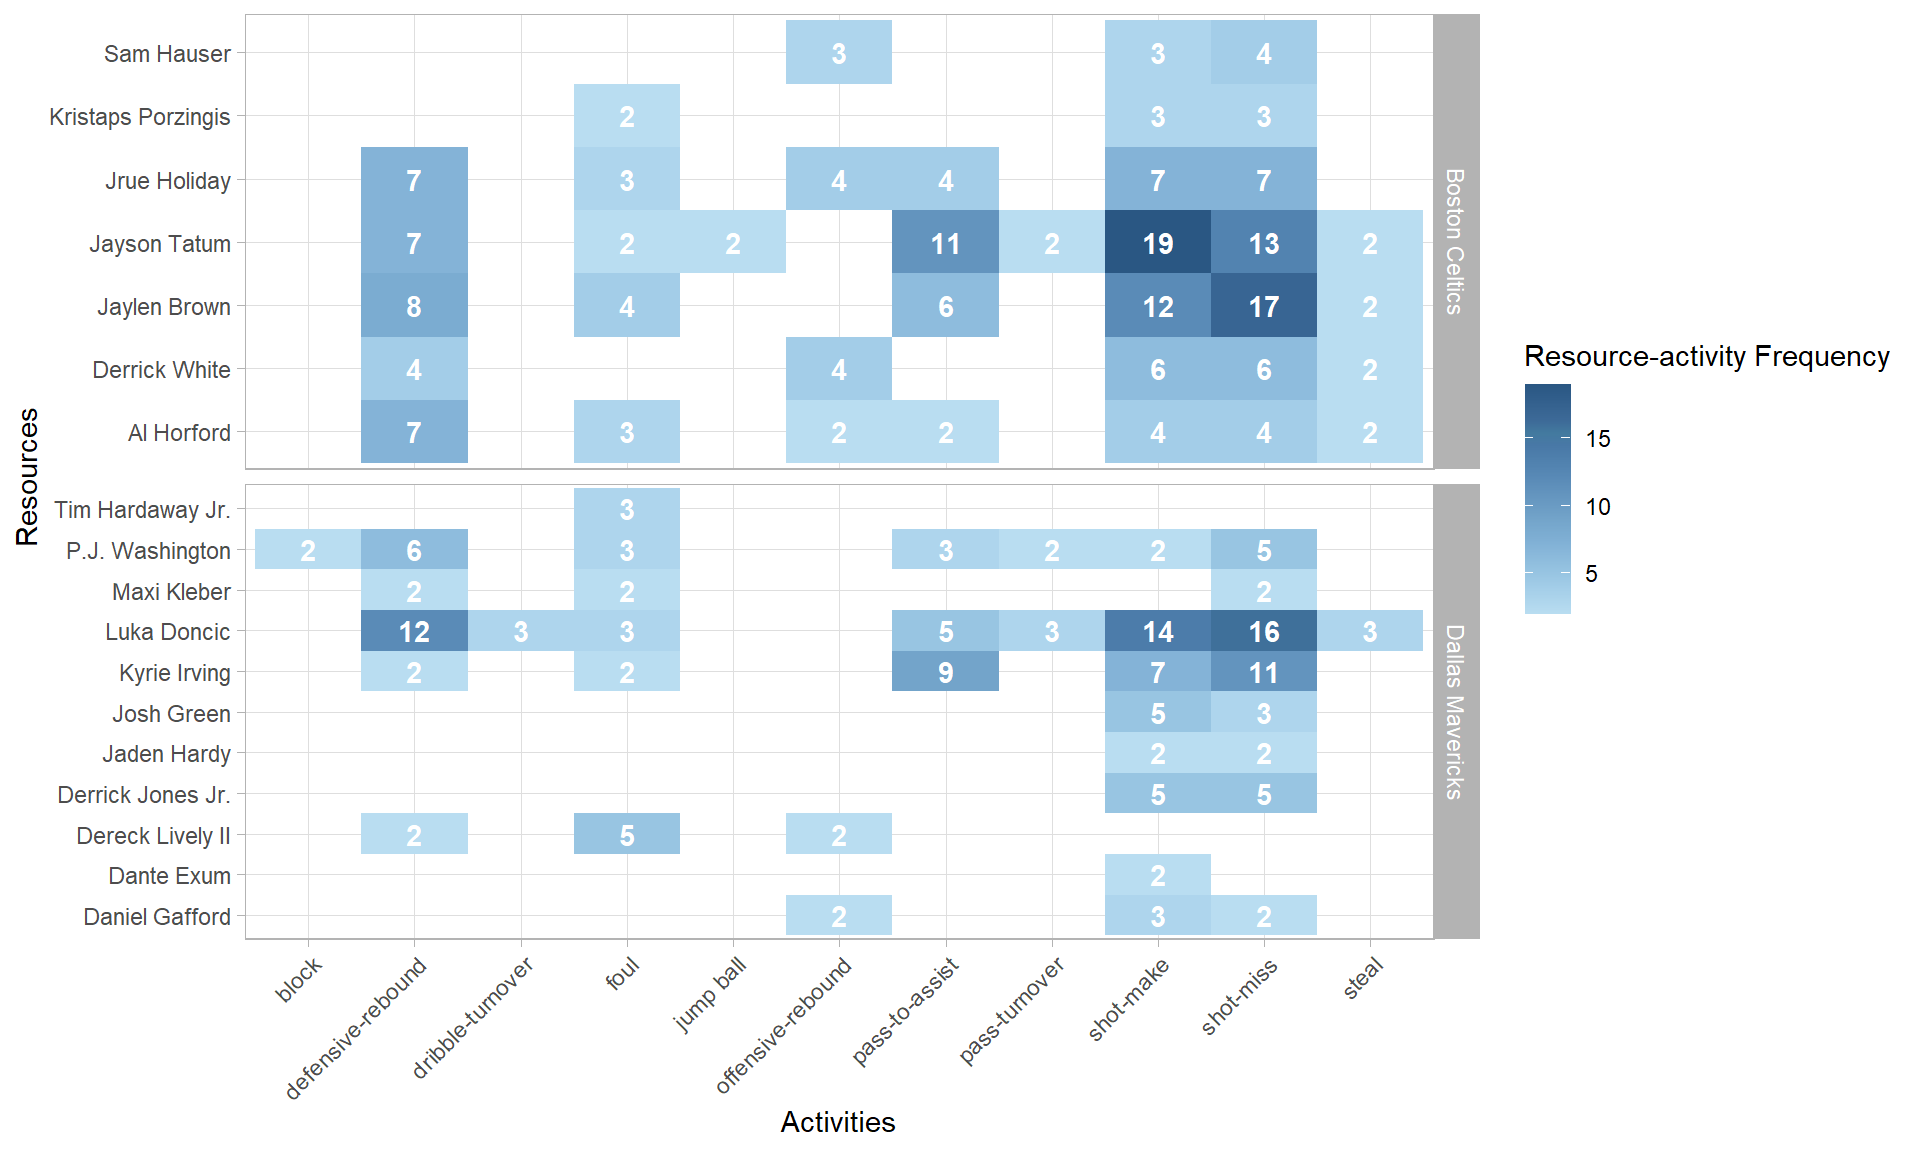 Sam Hauser 3 3 4
Kristaps Porzingis 2 3 3
Jrue Holiday 7 3 4 4 7 7
Jayson Tatum 7 2 2 11 2 19 13 2
Jaylen Brown 8 4 6 12 17 2
Derrick White 4 4 6 6 2
Al Horford 7 3 2 2 4 4 2
Boston Celtics
Tim Hardaway Jr. 3
P.J. Washington 2 6 3 3 2 2 5
Maxi Kleber 2 2 2
Luka Doncic 12 3 3 5 3 14 16 3
Kyrie Irving 2 2 9 7 11
Josh Green 5 3
Jaden Hardy 2 2
Derrick Jones Jr. 5 5
Dereck Lively II 2 5 2
Dante Exum 2
Daniel Gafford 2 3 2
Dallas Mavericks
Resources
block
defensive-rebound
dribble-turnover
foul
jump ball
offensive-rebound
pass-to-assist
pass-turnover
shot-make
shot-miss
steal
Activities
Resource-activity Frequency
15
10
5